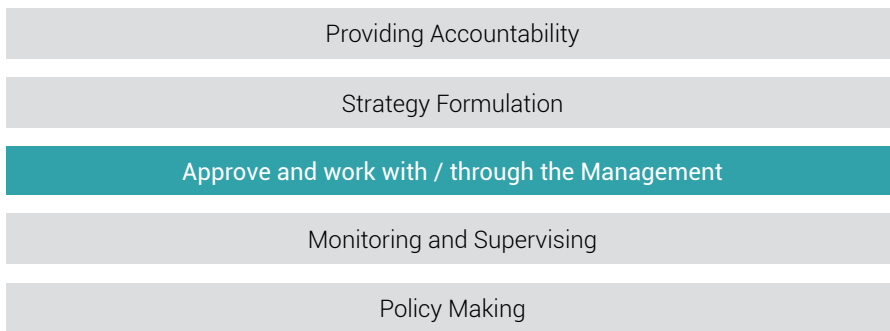 Providing Accountability
Strategy Formulation
Approve and work with / through the Management
Monitoring and Supervising
Policy Making